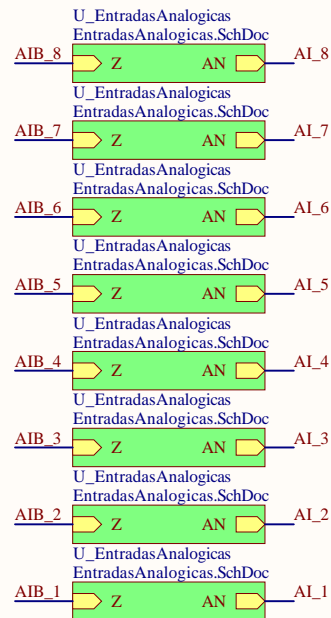 U_EntradasAnalogicas
EntradasAnalogicas.SchDoc
AIB_8 Z AN AI_8
U_EntradasAnalogicas
EntradasAnalogicas.SchDoc
AIB_7 Z AN AI_7
U_EntradasAnalogicas
EntradasAnalogicas.SchDoc
AIB_6 Z AN AI_6
U_EntradasAnalogicas
EntradasAnalogicas.SchDoc
AIB_5 Z AN AI_5
U_EntradasAnalogicas
EntradasAnalogicas.SchDoc
AIB_4 Z AN AI_4
U_EntradasAnalogicas
EntradasAnalogicas.SchDoc
AIB_3 Z AN AI_3
U_EntradasAnalogicas
EntradasAnalogicas.SchDoc
AIB_2 Z AN AI_2
U_EntradasAnalogicas
EntradasAnalogicas.SchDoc
AIB_1 Z AN AI_1